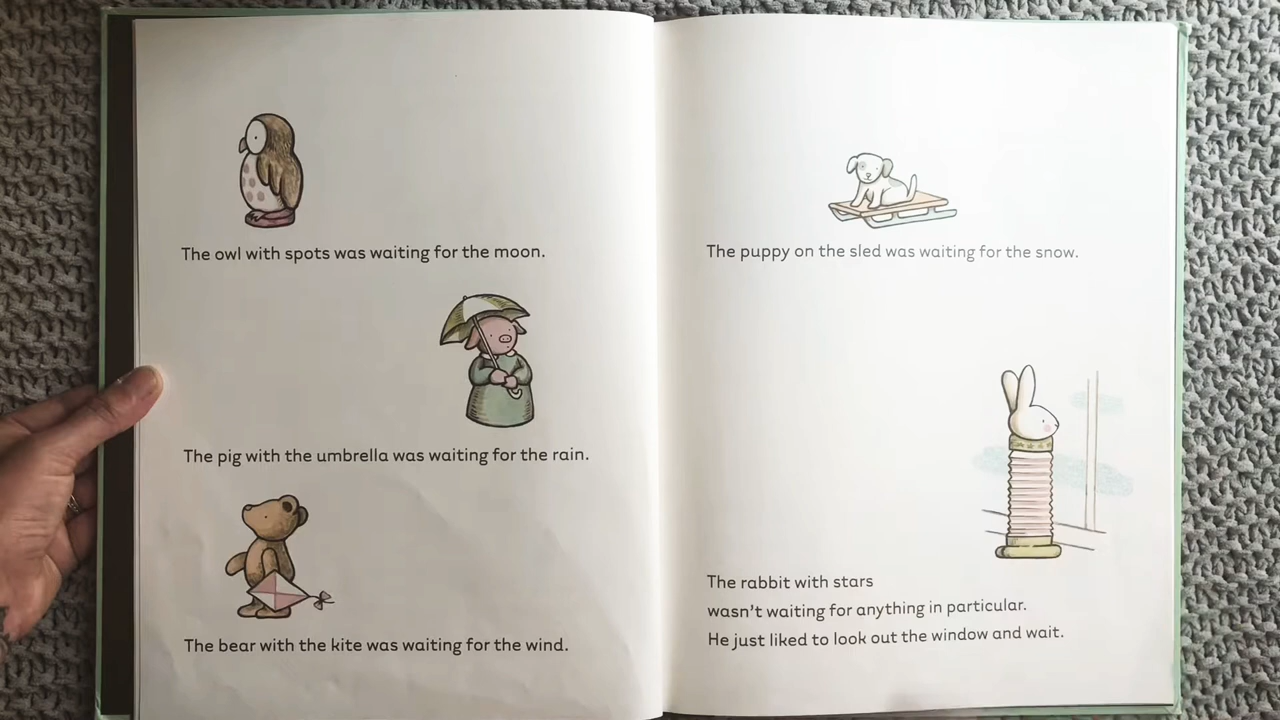 The owl with spots was waiting for the moon.
The pig with the umbrella was waiting for the rain.
The bear with the kite was waiting for the wind.
The puppy on the sled was waiting for the snow.
The rabbit with stars
wasn't waiting for anything in particular.
He just liked to look out the window and wait.